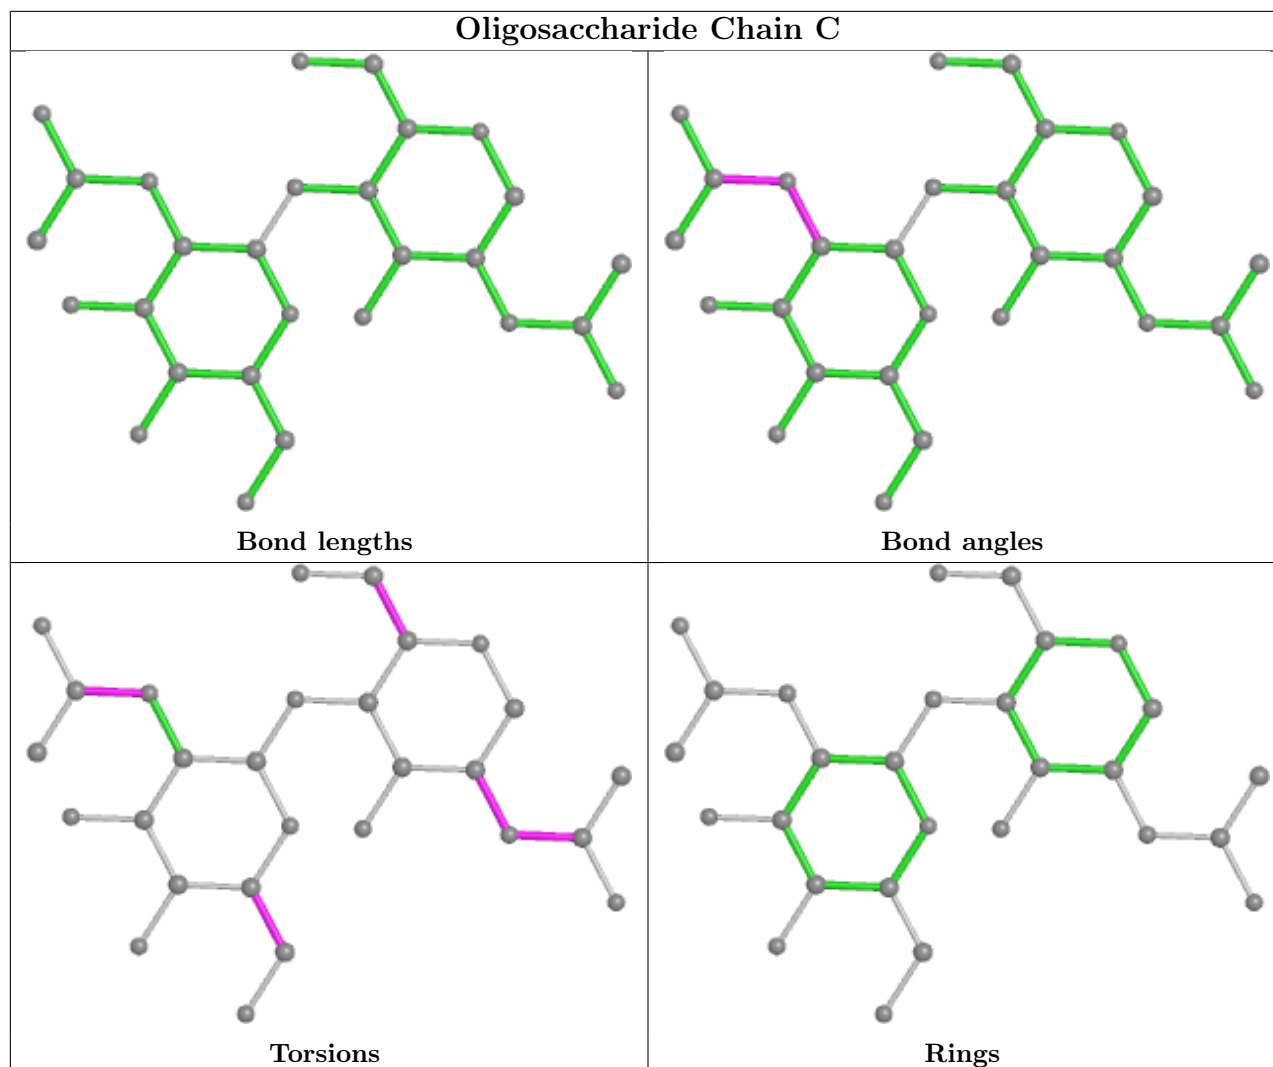 Oligosaccharide Chain C
Bond lengths
Bond angles
Torsions
Rings